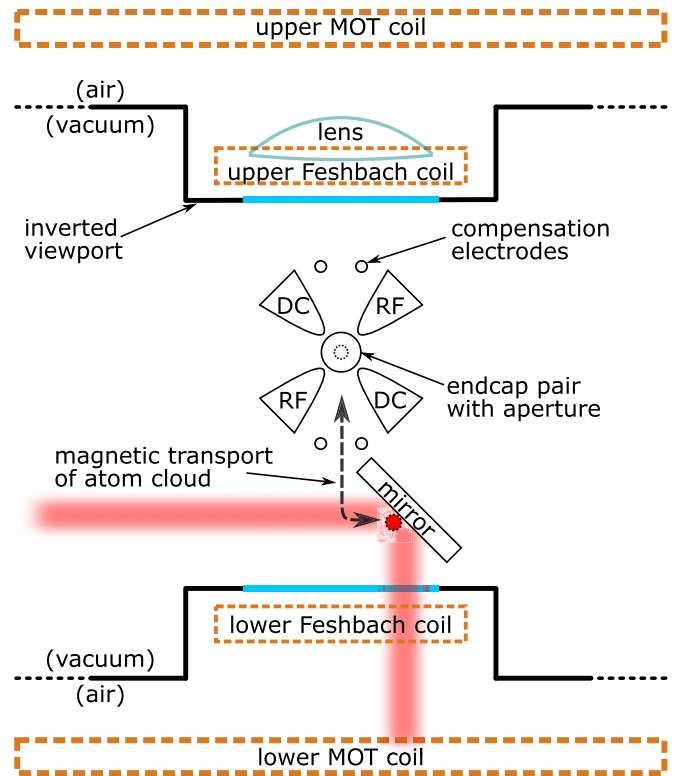 upper MOT coil
(air)
(vacuum)
lens
upper Feshbach coil
inverted
viewport
compensation
electrodes
DC
RF
endcap pair
with aperture
RF
DC
magnetic transport
of atom cloud
mirror
lower Feshbach coil
(vacuum)
(air)
lower MOT coil